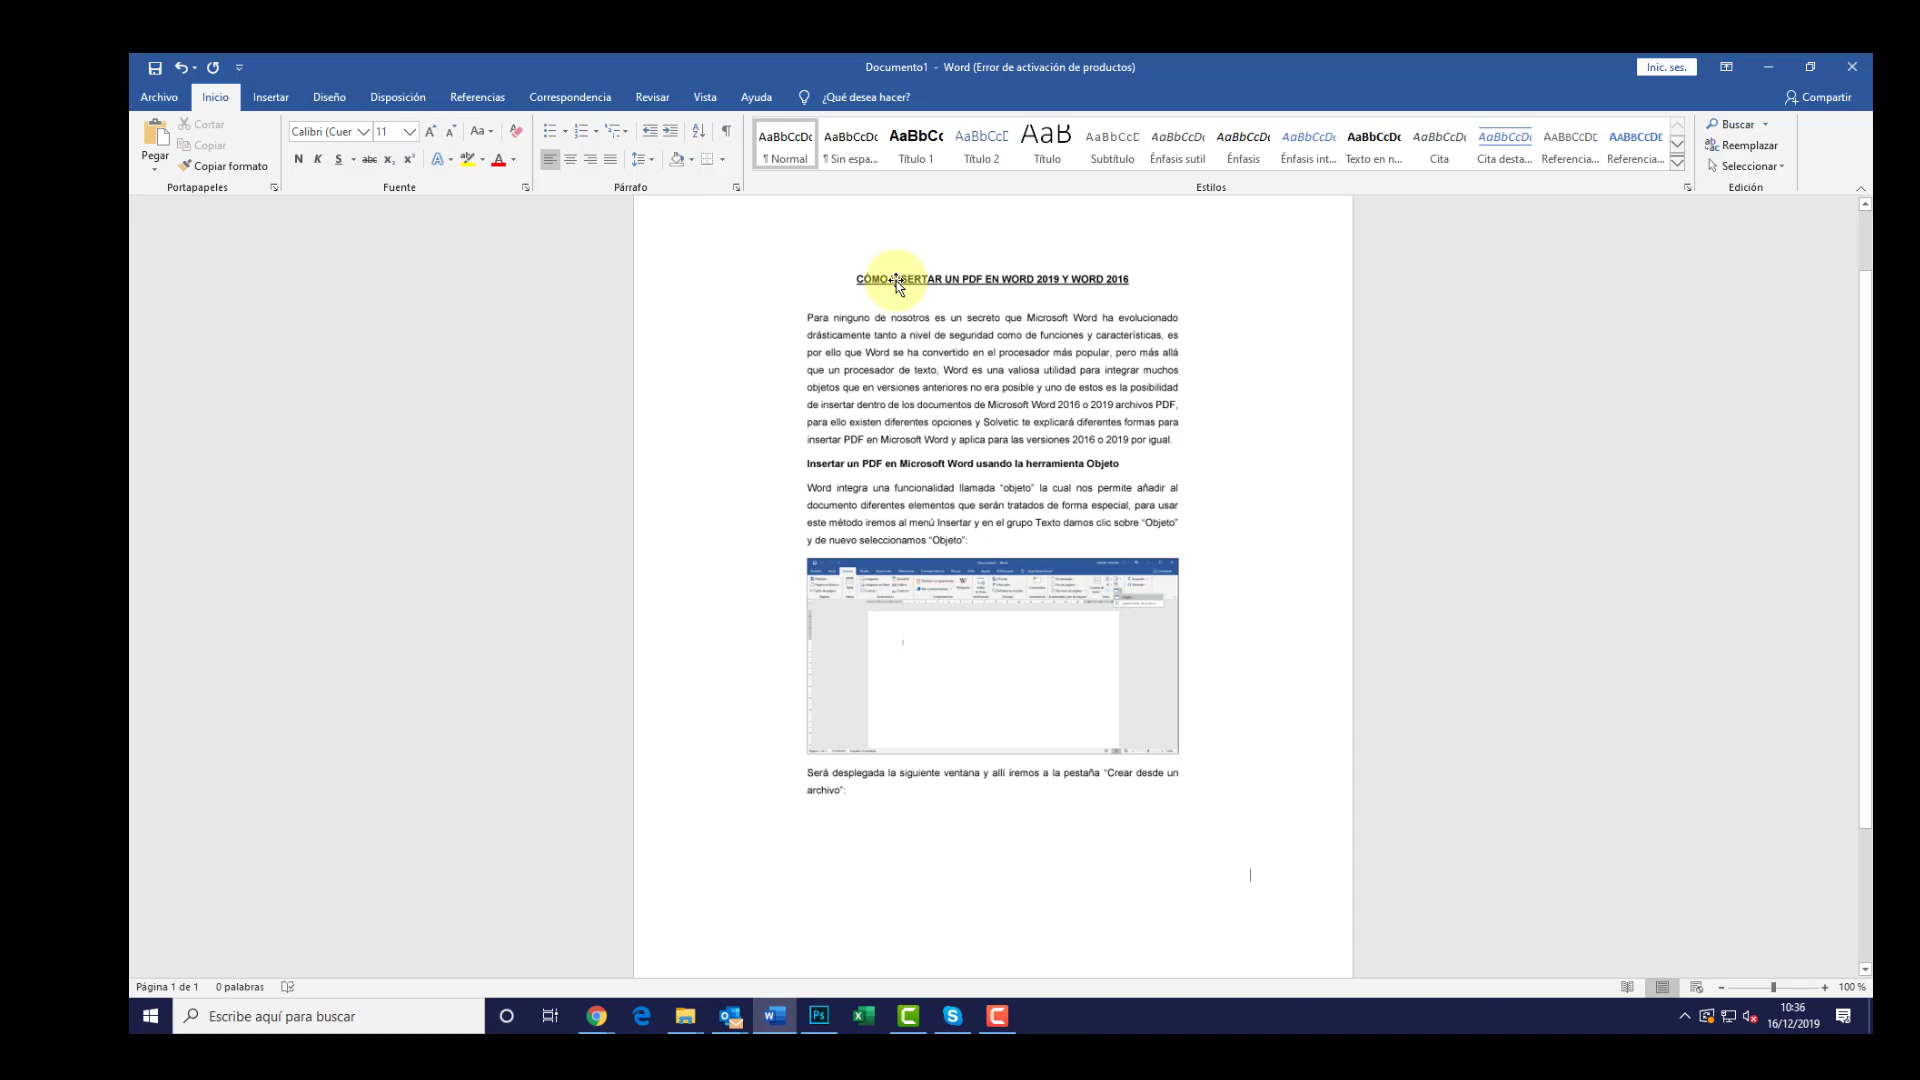 Documento1 - Word (Error de activación de productos)
Inic. ses.
Archivo Inicio Insertar Diseño Disposición Referencias Correspondencia Revisar Vista Ayuda ¿Qué desea hacer? Compartir
Pegar
Cortar
Copiar
Copiar formato
Portapapeles
Calibri (Cuer 11
Fuente
Párrafo
AaBbCcDc AaBbCcDc AaBbCc AaBbCcD AaB AaBbCcD AaBbCcDc AaBbCcDc AaBbCcDc AaBbCcDc AaBbCcDc AaBbCcDc AABBCCDD AABBCCDD
¶ Normal ¶ Sin espa... Título 1 Título 2 Título Subtítulo Énfasis sutil Énfasis Énfasis int... Texto en n... Cita Cita desta... Referencia... Referencia...
Estilos
Buscar
Reemplazar
Seleccionar
Edición
CÓMO INSERTAR UN PDF EN WORD 2019 Y WORD 2016
Para ninguno de nosotros es un secreto que Microsoft Word ha evolucionado
drásticamente tanto a nivel de seguridad como de funciones y características, es
por ello que Word se ha convertido en el procesador más popular, pero más allá
que un procesador de texto, Word es una valiosa utilidad para integrar muchos
objetos que en versiones anteriores no era posible y uno de estos es la posibilidad
de insertar dentro de los documentos de Microsoft Word 2016 o 2019 archivos PDF,
para ello existen diferentes opciones y Solvetic te explicará diferentes formas para
insertar PDF en Microsoft Word y aplica para las versiones 2016 o 2019 por igual.
Insertar un PDF en Microsoft Word usando la herramienta Objeto
Word integra una funcionalidad llamada “objeto” la cual nos permite añadir al
documento diferentes elementos que serán tratados de forma especial, para usar
este método iremos al menú Insertar y en el grupo Texto damos clic sobre “Objeto”
y de nuevo seleccionamos “Objeto”:
Será desplegada la siguiente ventana y allí iremos a la pestaña “Crear desde un
archivo”:
Página 1 de 1 0 palabras 100 %
Escribe aquí para buscar
10:36
16/12/2019